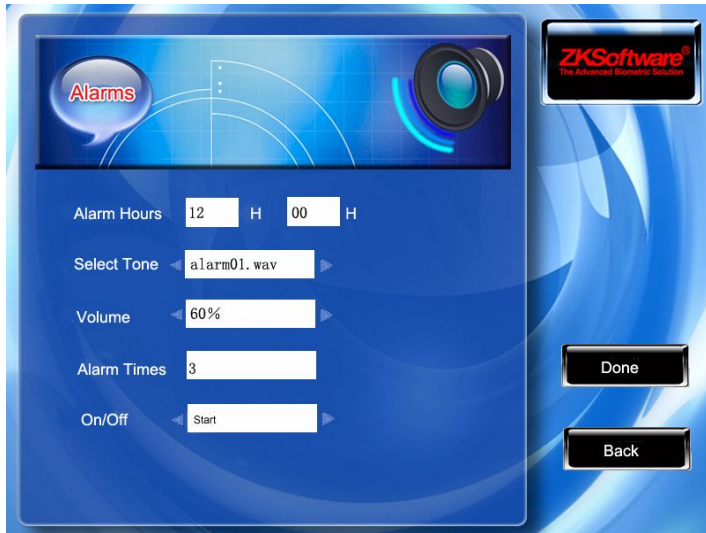 Alarms
ZKSoftware®
The Advanced Biometric Solution
Alarm Hours 12 H 00 H
Select Tone alarm01.wav
Volume 60%
Alarm Times 3
On/Off Start
Done
Back